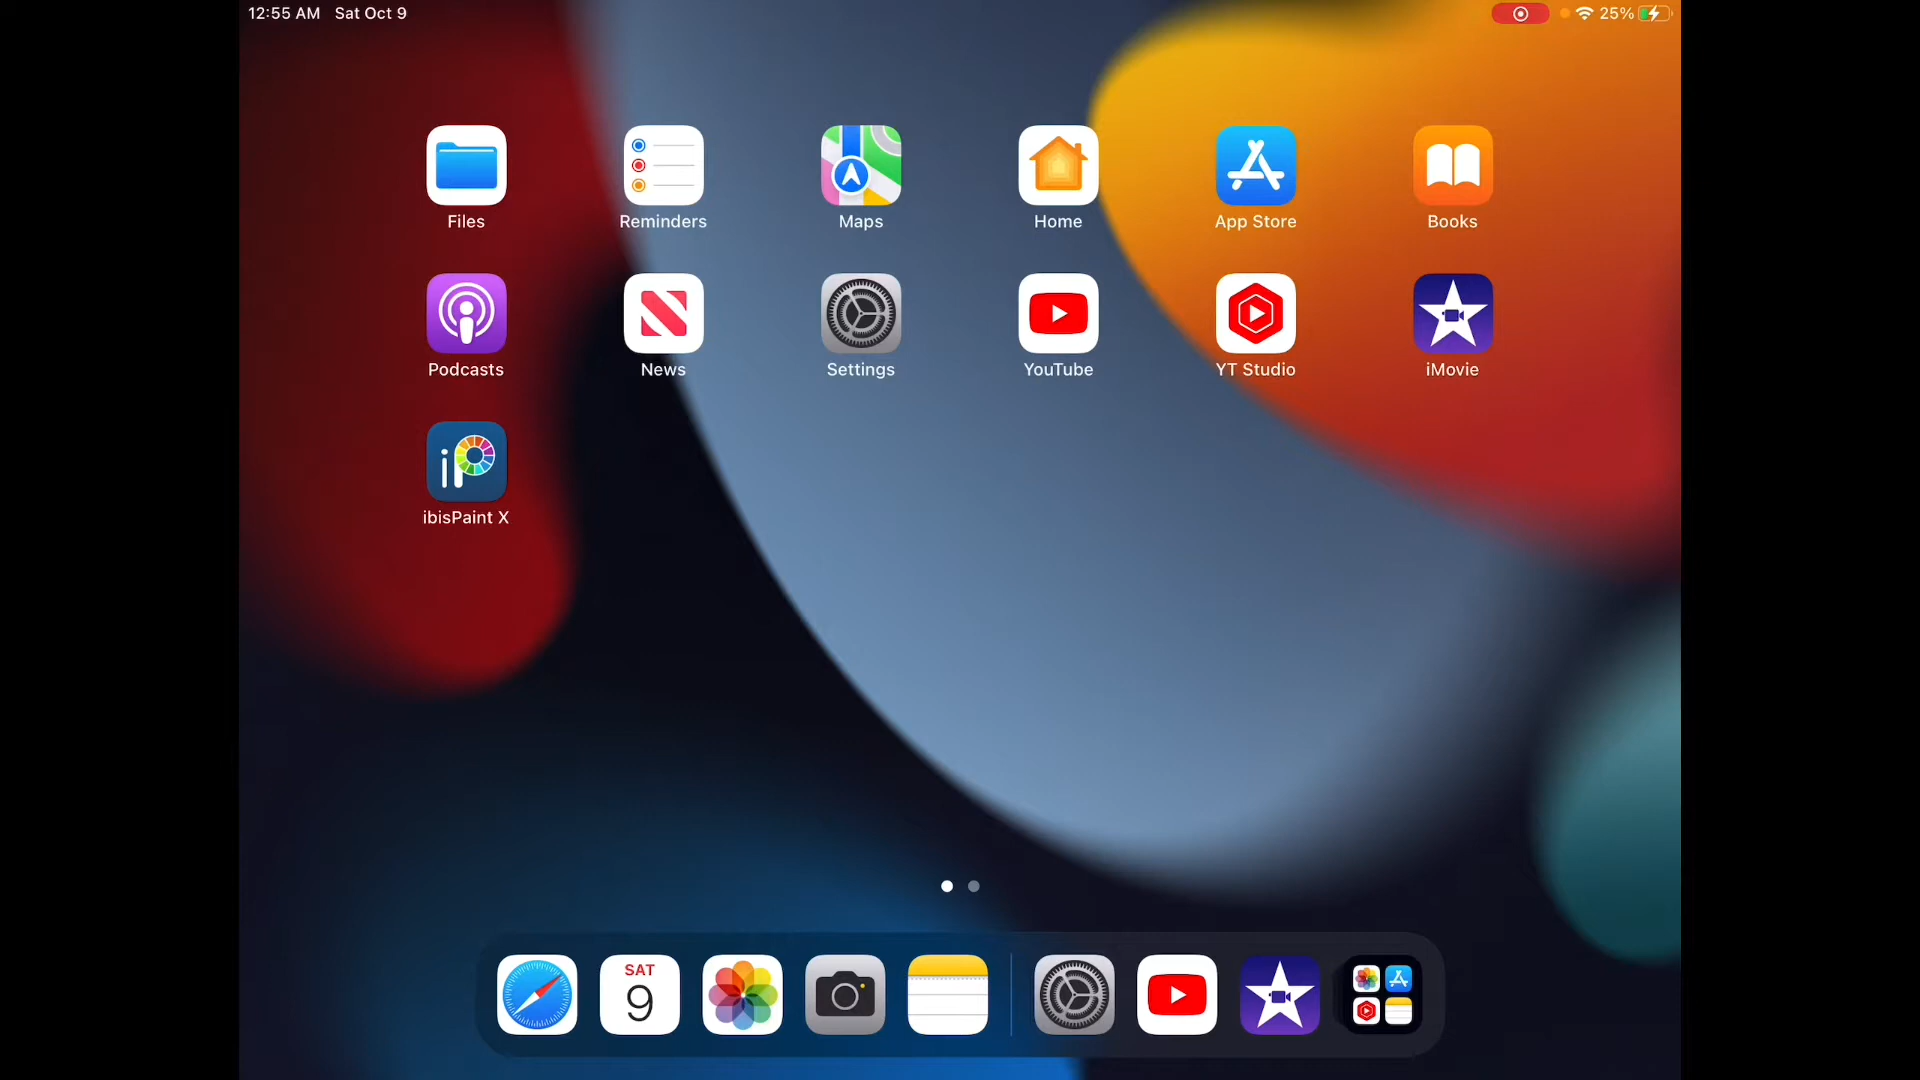 12:55 AM Sat Oct 9 25%
Files Reminders Maps Home App Store Books
Podcasts News Settings YouTube YT Studio iMovie
iP
ibisPaint X
SAT
9